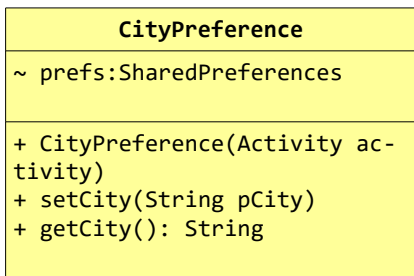 CityPreference
~ prefs:SharedPreferences
+ CityPreference(Activity ac-
tivity)
+ setCity(String pCity)
+ getCity(): String